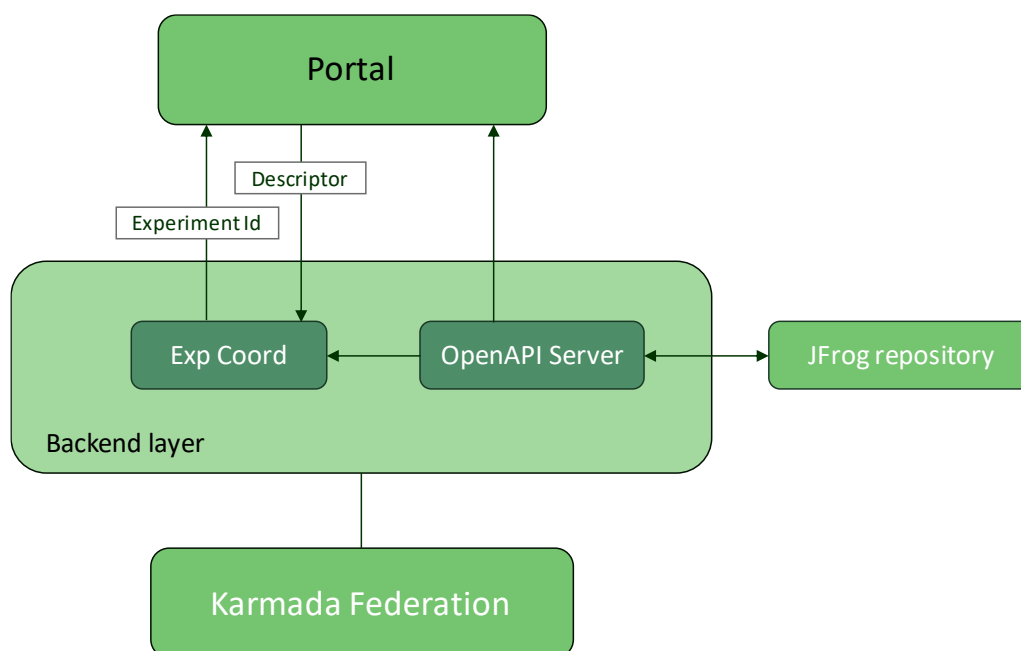 Portal
Descriptor
Experiment Id
Exp Coord
OpenAPI Server
JFrog repository
Backend layer
Karmada Federation